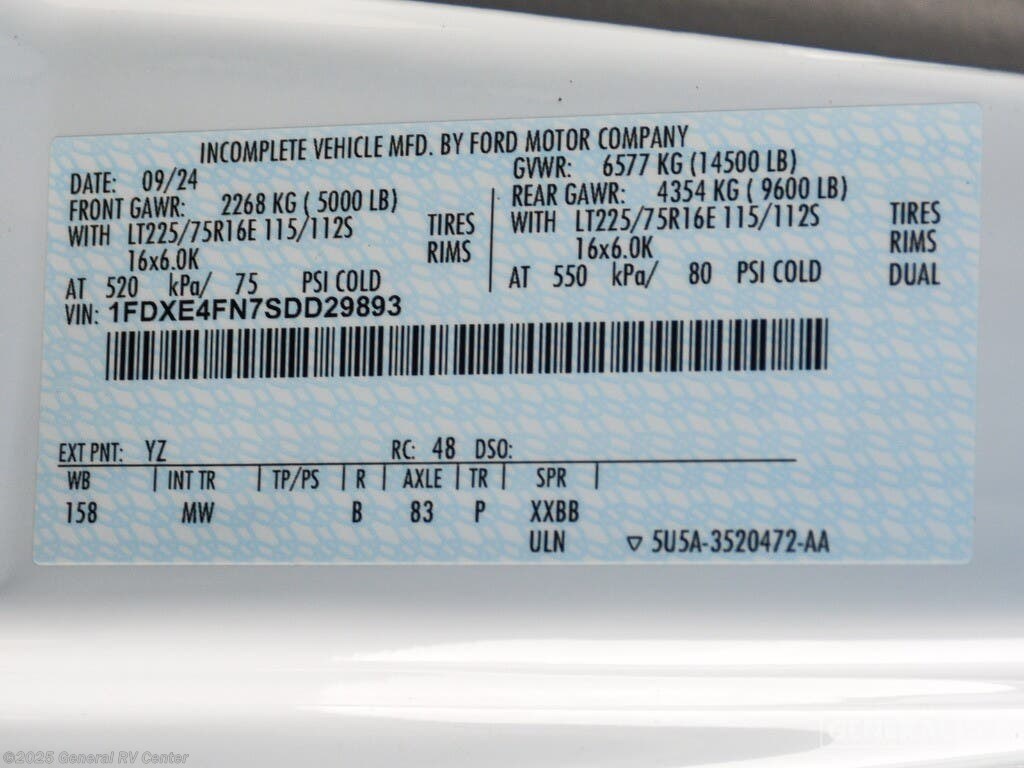 INCOMPLETE VEHICLE MFD. BY FORD MOTOR COMPANY
DATE: 09/24 GVWR: 6577 KG (14500 LB)
FRONT GAWR: 2268 KG ( 5000 LB) REAR GAWR: 4354 KG ( 9600 LB)
WITH LT225/75R16E 115/112S TIRES WITH LT225/75R16E 115/112S TIRES
16x6.0K RIMS 16x6.0K RIMS
AT 520 kPa/ 75 PSI COLD AT 550 kPa/ 80 PSI COLD DUAL
VIN: 1FDXE4FN7SDD29893
EXT PNT: YZ RC: 48 DSO:
WB | INT TR | TP/PS | R | AXLE | TR | SPR |
158 MW B 83 P XXBB
ULN ▽ 5U5A-3520472-AA
©2025 General RV Center